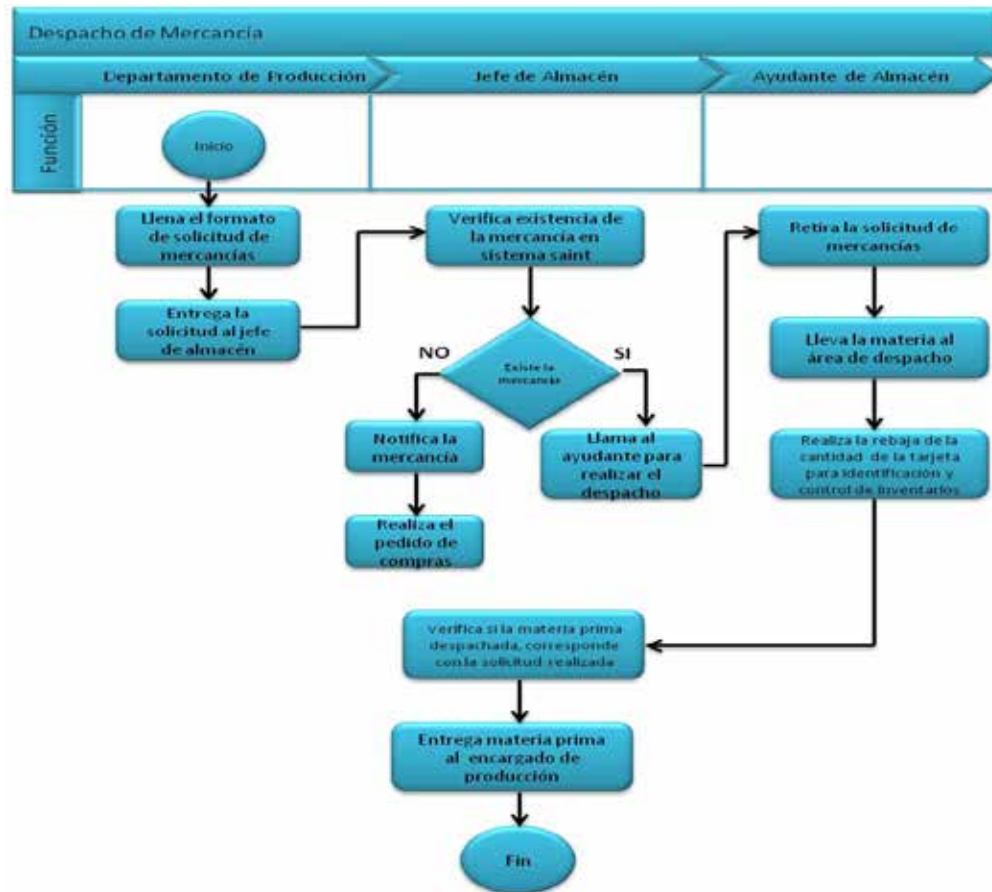 Despacho de Mercancía
Departamento de Producción
Jefe de Almacén
Ayudante de Almacén
Función
Inicio
Llena el formato
de solicitud de
mercancías
Verifica existencia de
la mercancía en
sistema saint
Retira la solicitud de
mercancías
Entrega la
solicitud al jefe
de almacén
Lleva la materia al
área de despacho
NO
SI
Existe la
mercancía
Notifica la
mercancía
Llama al
ayudante para
realizar el
despacho
Realiza la rebaja de la
cantidad de la tarjeta
para identificación y
control de inventarios
Realiza el
pedido de
compras
Verifica si la materia prima
despachada, corresponde
con la solicitud realizada
Entrega materia prima
al encargado de
producción
Fin